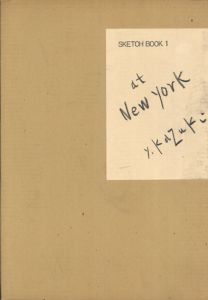 SKETCH BOOK 1
at
New York
Y. Kazuki